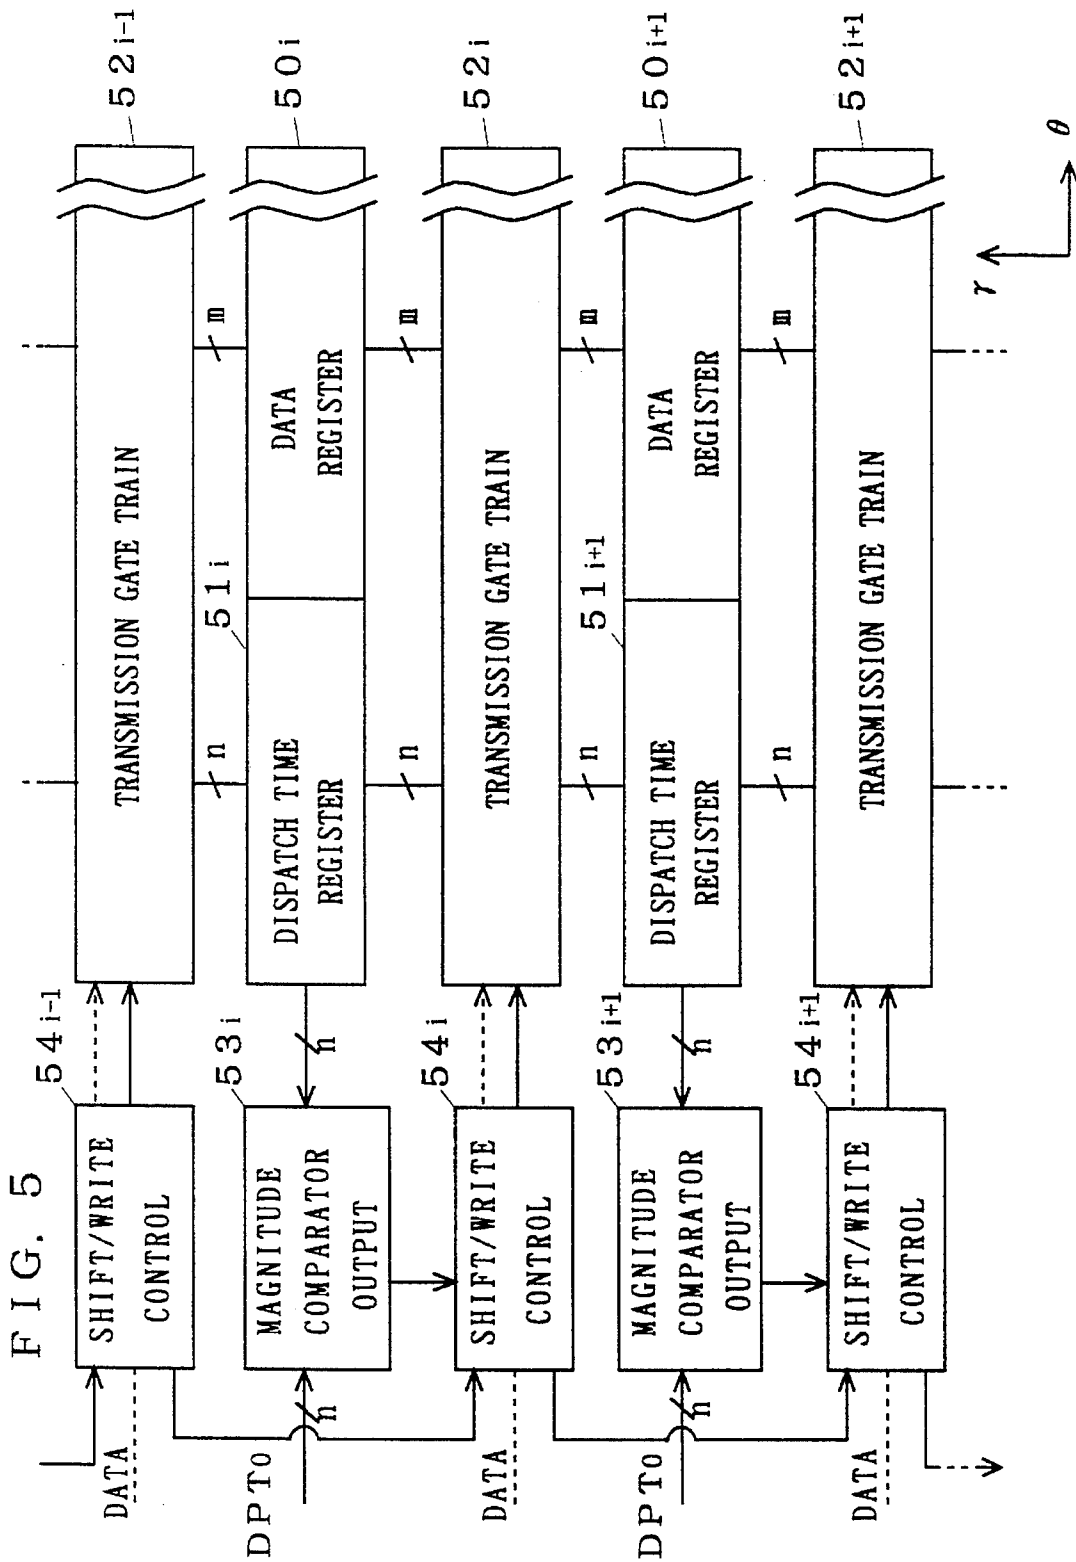 FIG. 5
54i-1
SHIFT/WRITE
CONTROL
DATA
TRANSMISSION GATE TRAIN
52i-1
n
m
53i
MAGNITUDE
COMPARATOR
OUTPUT
DPT0
n
n
51i
DISPATCH TIME
REGISTER
DATA
REGISTER
50i
n
m
54i
SHIFT/WRITE
CONTROL
DATA
TRANSMISSION GATE TRAIN
52i
n
m
53i+1
MAGNITUDE
COMPARATOR
OUTPUT
DPT0
n
n
51i+1
DISPATCH TIME
REGISTER
DATA
REGISTER
50i+1
n
m
54i+1
SHIFT/WRITE
CONTROL
DATA
TRANSMISSION GATE TRAIN
52i+1
γ
θ